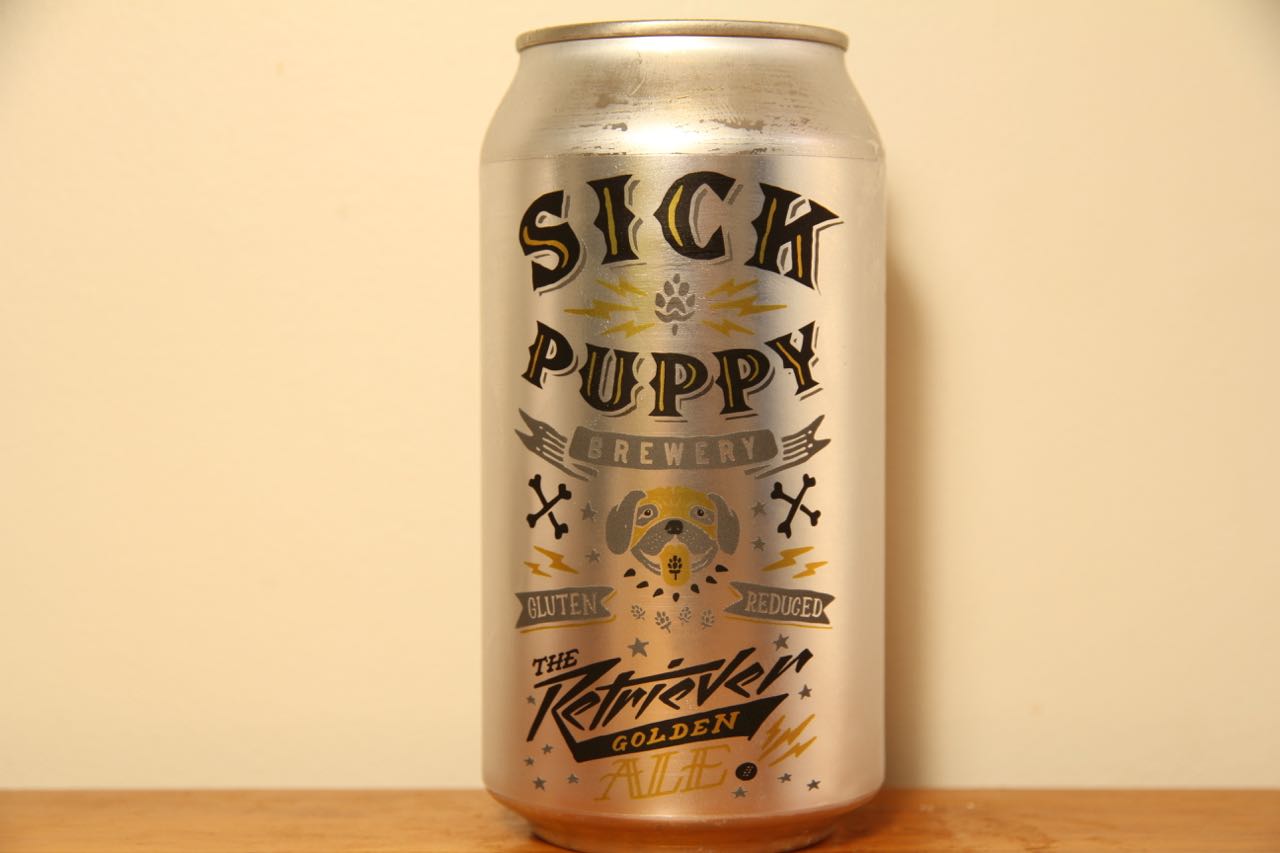 SICK
PUPPY
BREWERY
GLUTEN REDUCED
THE
Retriever
GOLDEN
ALE